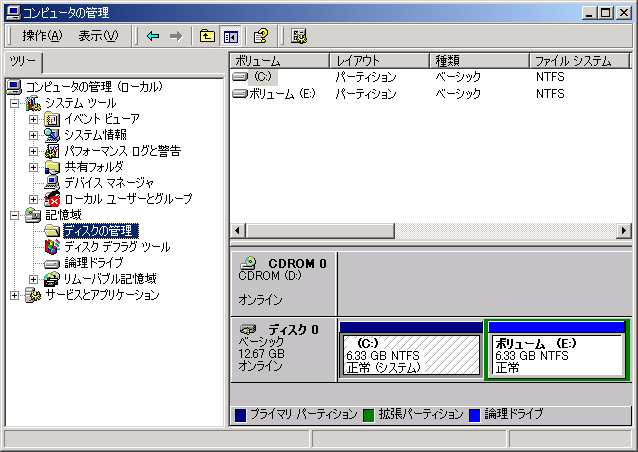 コンピュータの管理
操作(A) 表示(V)
ツリー
コンピュータの管理 (ローカル)
システム ツール
イベント ビューア
システム情報
パフォーマンス ログと警告
共有フォルダ
デバイス マネージャ
ローカル ユーザーとグループ
記憶域
ディスクの管理
ディスク デフラグ ツール
論理ドライブ
リムーバブル記憶域
サービスとアプリケーション
ボリューム レイアウト 種類 ファイル システム
(C:) パーティション ベーシック NTFS
ボリューム (E:) パーティション ベーシック NTFS
CDROM 0
CDROM (D:)
オンライン
ディスク 0
ベーシック
12.67 GB
オンライン
(C:)
6.33 GB NTFS
正常 (システム)
ボリューム (E:)
6.33 GB NTFS
正常
プライマリ パーティション 拡張パーティション 論理ドライブ